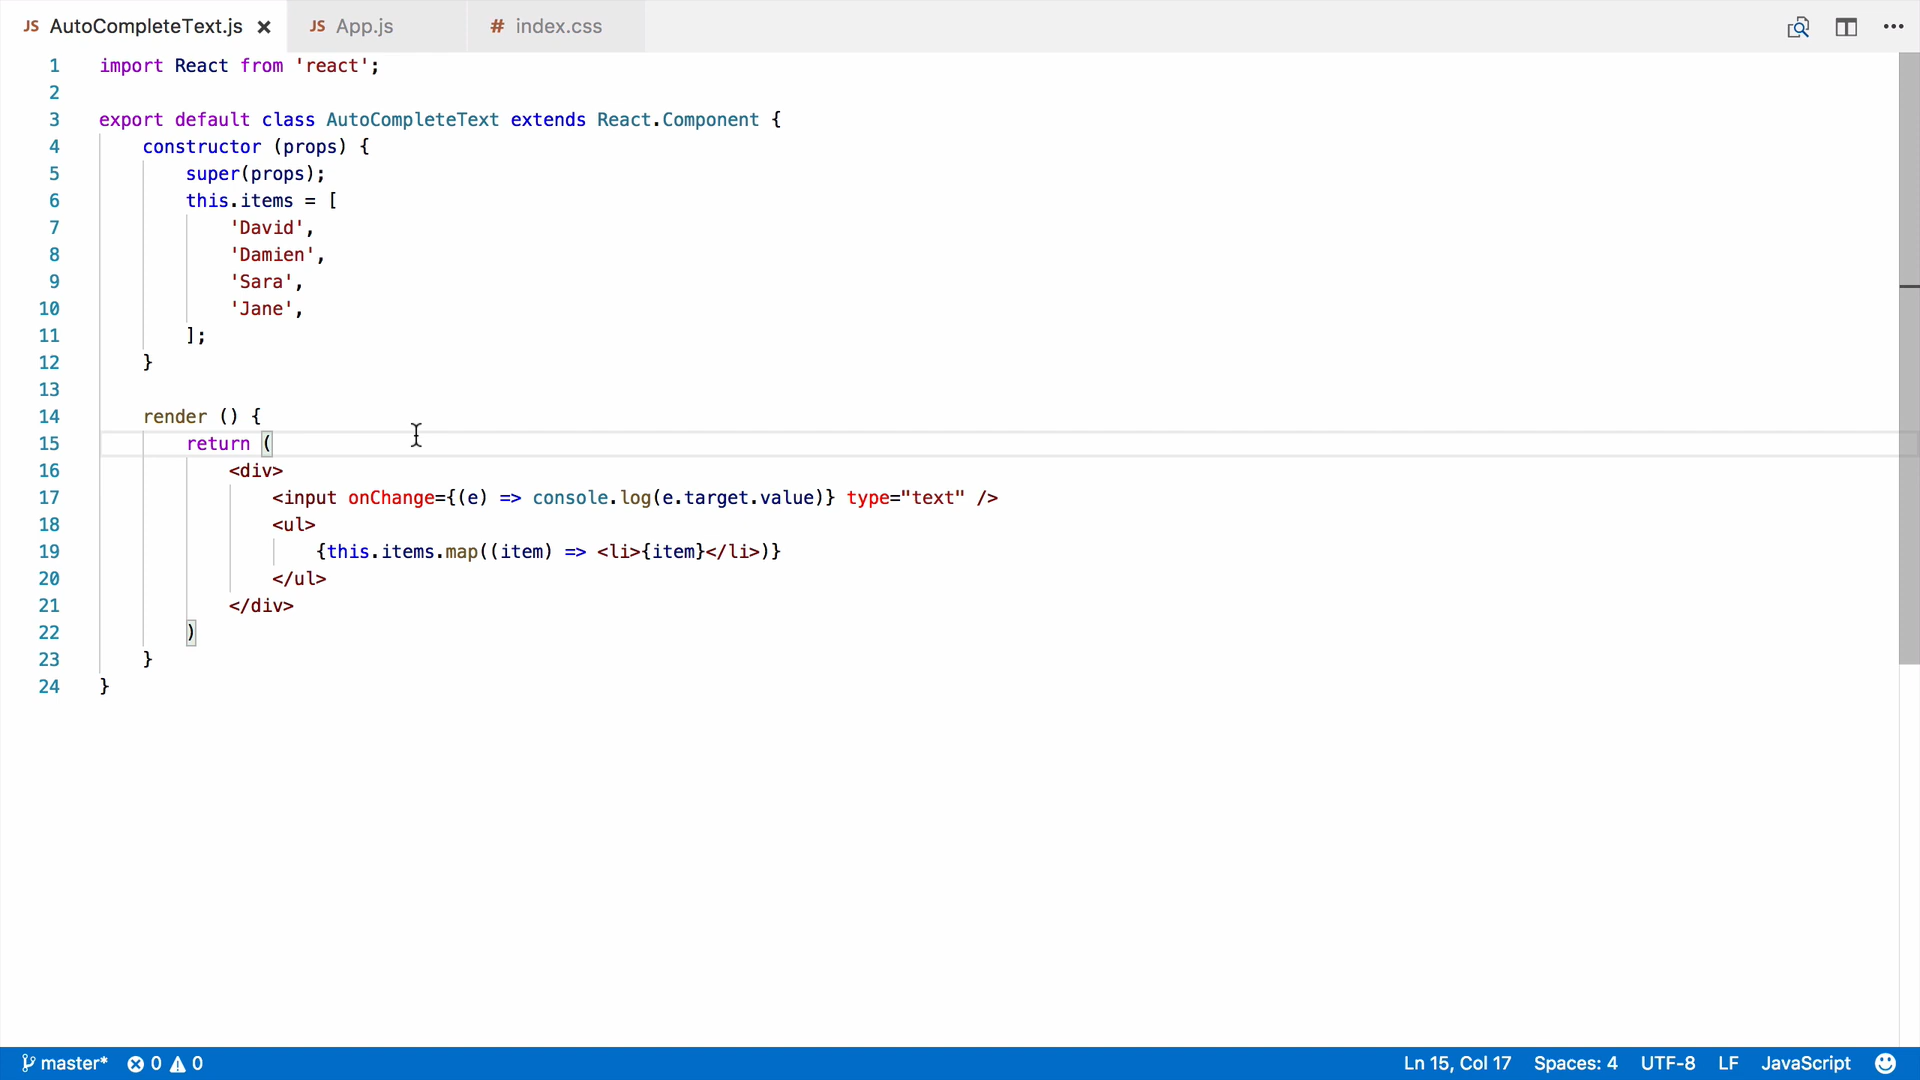 JS AutoCompleteText.js × JS App.js # index.css
1 import React from 'react';
2
3 export default class AutoCompleteText extends React.Component {
4     constructor (props) {
5         super(props);
6         this.items = [
7             'David',
8             'Damien',
9             'Sara',
10             'Jane',
11         ];
12     }
13
14     render () {
15         return (
16             <div>
17                 <input onChange={(e) => console.log(e.target.value)} type="text" />
18                 <ul>
19                     {this.items.map((item) => <li>{item}</li>)}
20                 </ul>
21             </div>
22         )
23     }
24 }
master* 0 0 Ln 15, Col 17 Spaces: 4 UTF-8 LF JavaScript